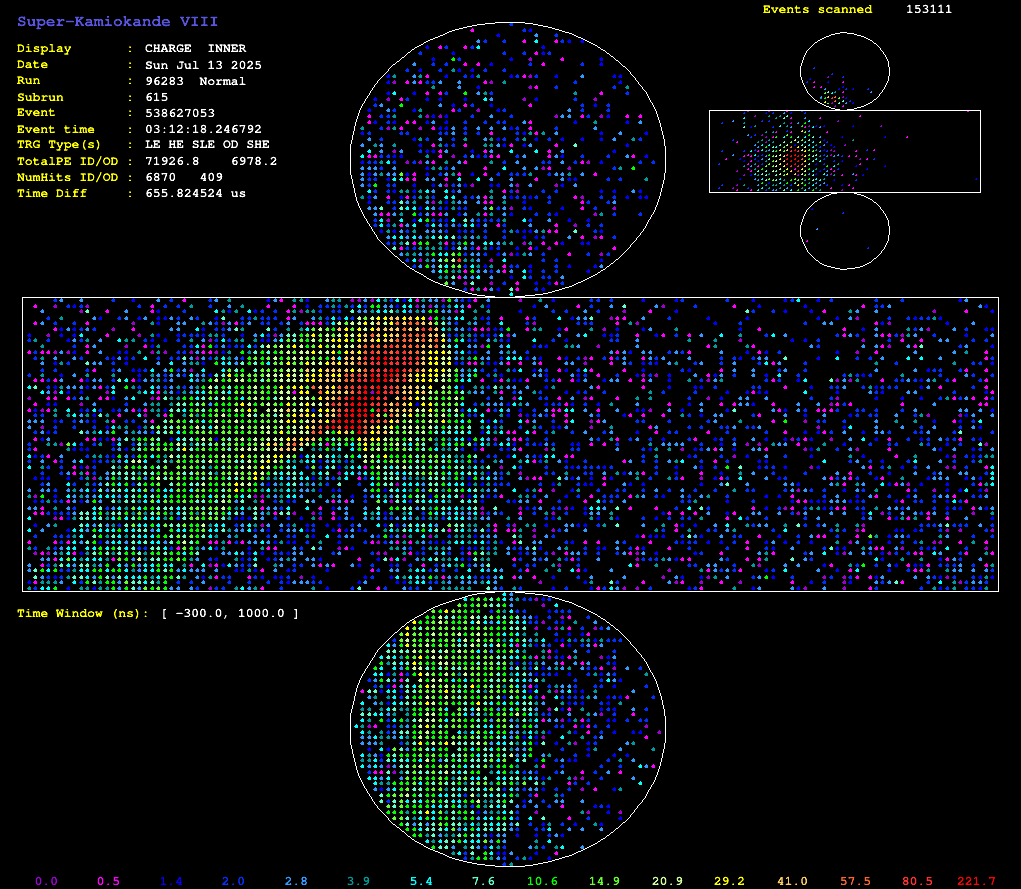 Super-Kamiokande VIII
Events scanned 153111
Display : CHARGE INNER
Date : Sun Jul 13 2025
Run : 96283 Normal
Subrun : 615
Event : 538627053
Event time : 03:12:18.246792
TRG Type(s) : LE HE SLE OD SHE
TotalPE ID/OD : 71926.8 6978.2
NumHits ID/OD : 6870 409
Time Diff : 655.824524 us
Time Window (ns): [ -300.0, 1000.0 ]
0.0 0.5 1.4 2.0 2.8 3.9 5.4 7.6 10.6 14.9 20.9 29.2 41.0 57.5 80.5 221.7